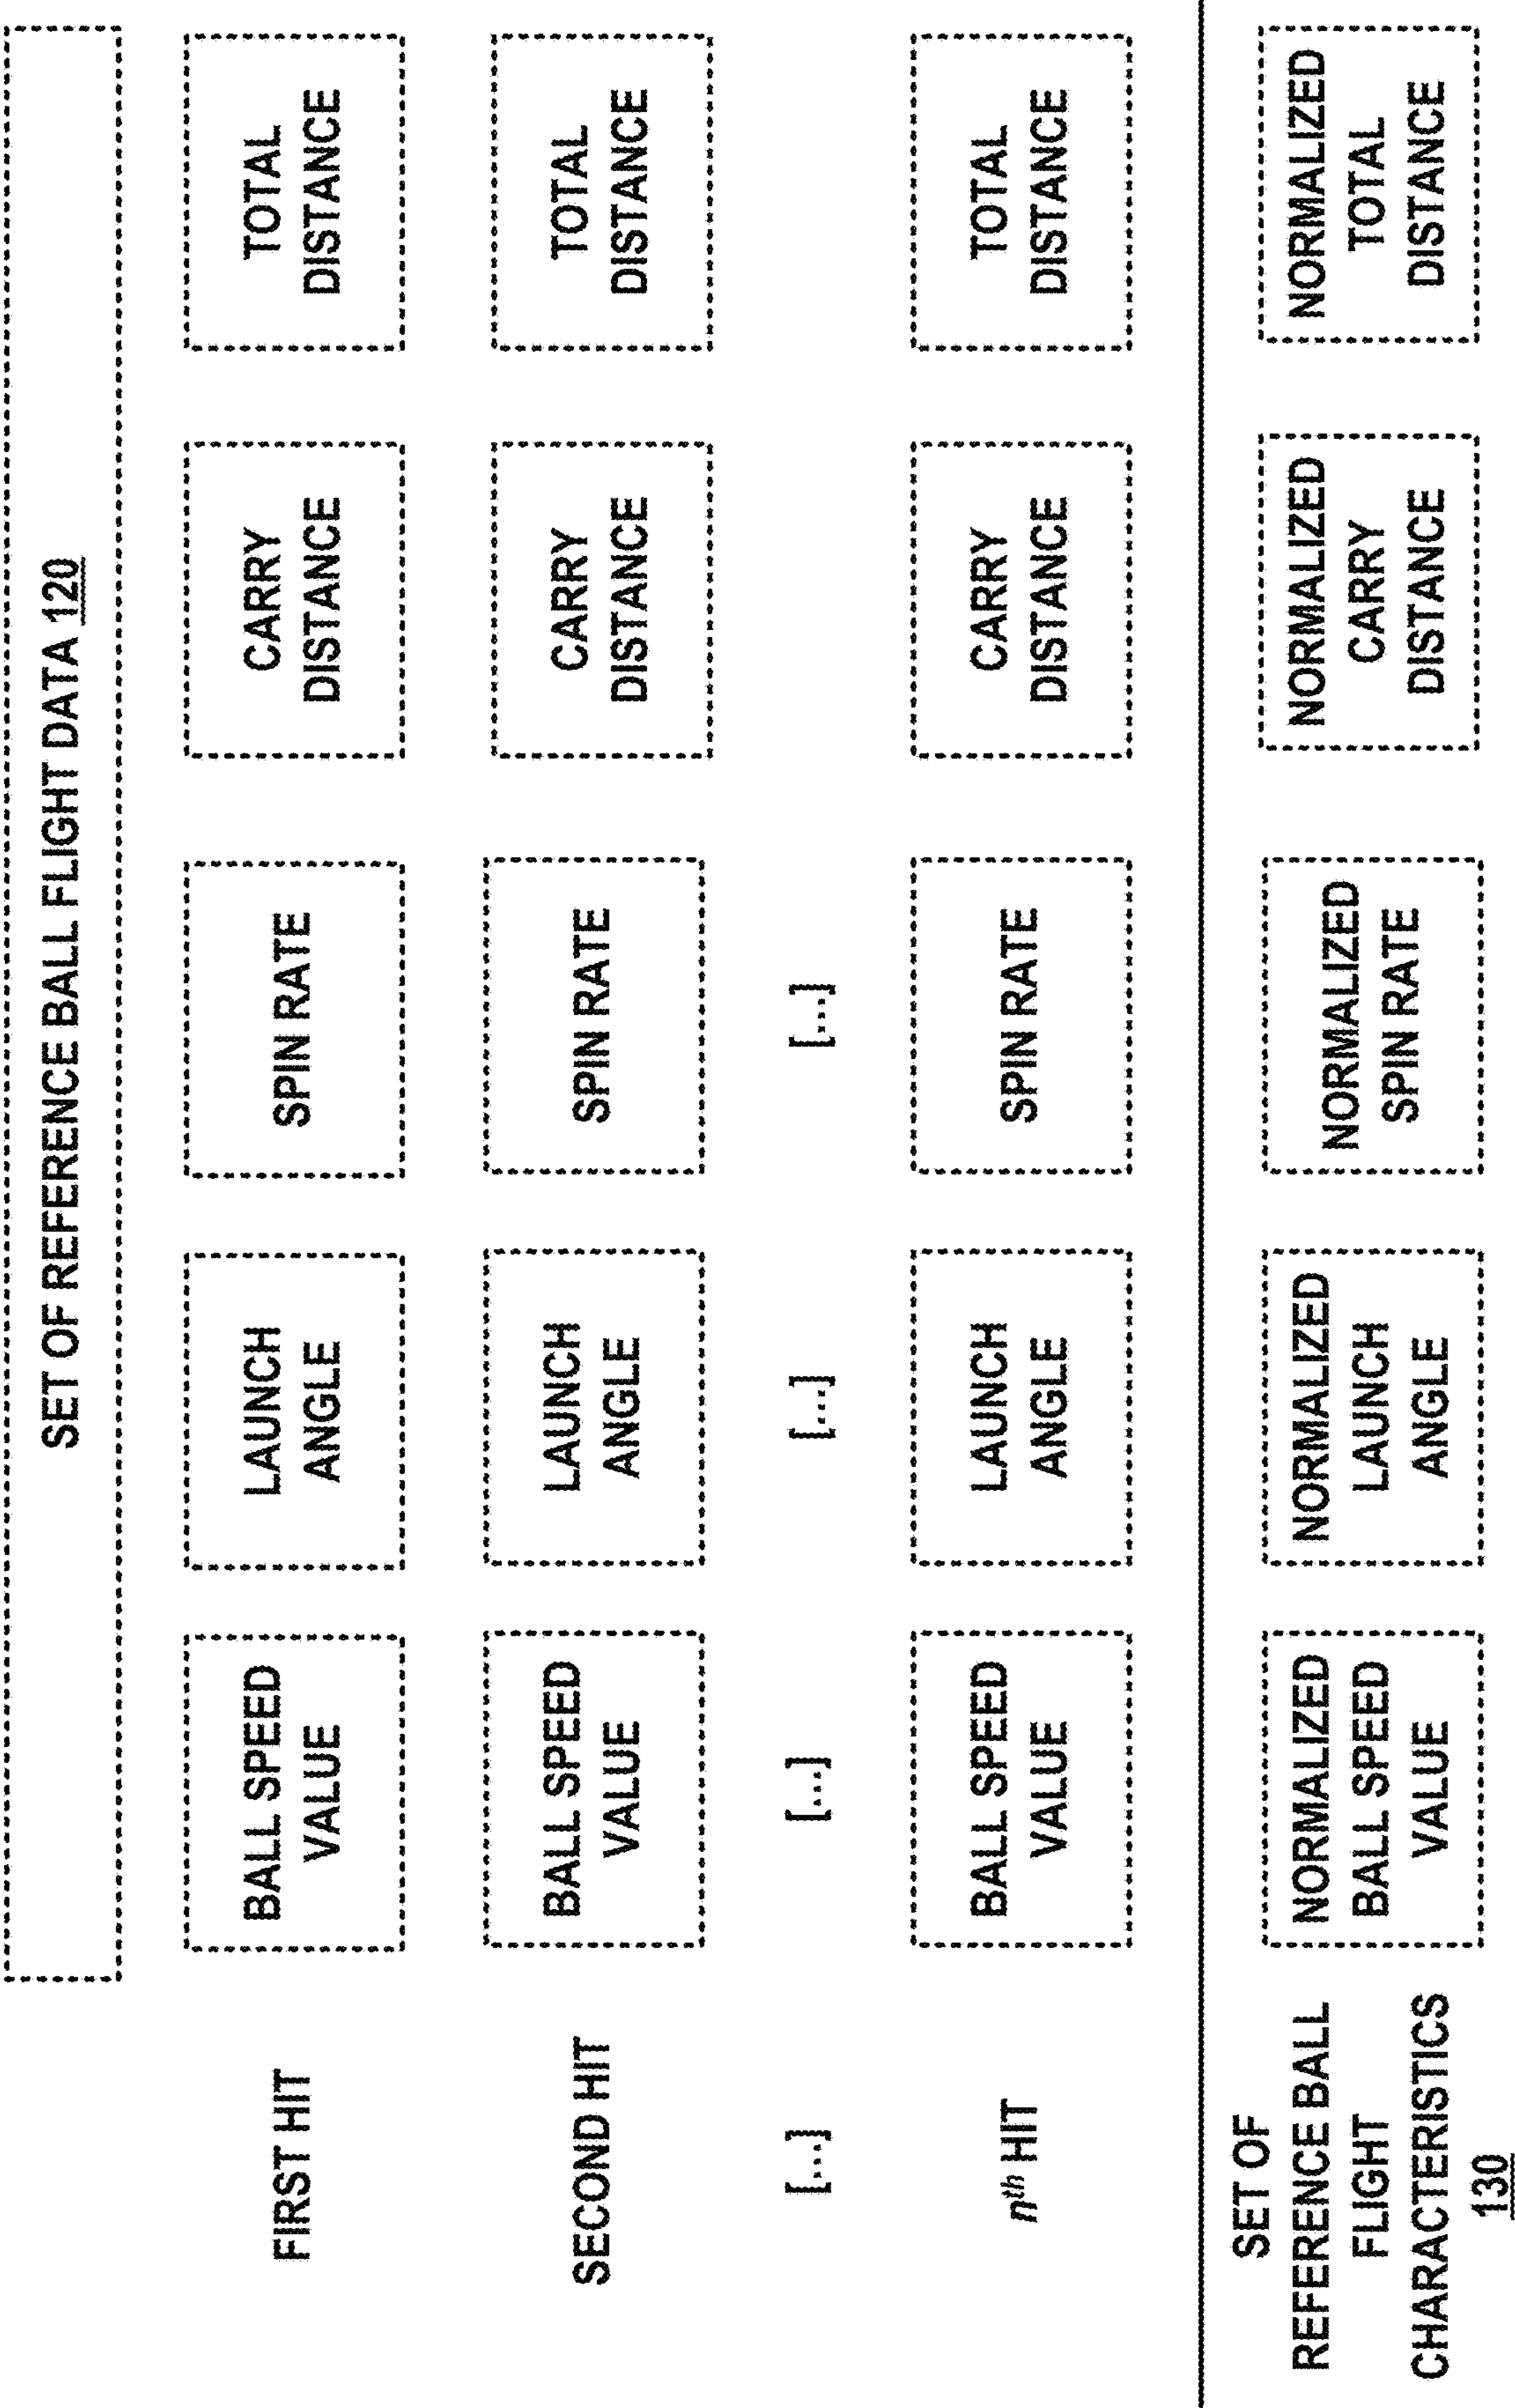 SET OF REFERENCE BALL FLIGHT DATA 120
FIRST HIT
BALL SPEED
VALUE
LAUNCH
ANGLE
SPIN RATE
CARRY
DISTANCE
TOTAL
DISTANCE
SECOND HIT
BALL SPEED
VALUE
LAUNCH
ANGLE
SPIN RATE
CARRY
DISTANCE
TOTAL
DISTANCE
[...]
[...]
[...]
[...]
nth HIT
BALL SPEED
VALUE
LAUNCH
ANGLE
SPIN RATE
CARRY
DISTANCE
TOTAL
DISTANCE
SET OF
REFERENCE BALL
FLIGHT
CHARACTERISTICS
130
NORMALIZED
BALL SPEED
VALUE
NORMALIZED
LAUNCH
ANGLE
NORMALIZED
SPIN RATE
NORMALIZED
CARRY
DISTANCE
NORMALIZED
TOTAL
DISTANCE